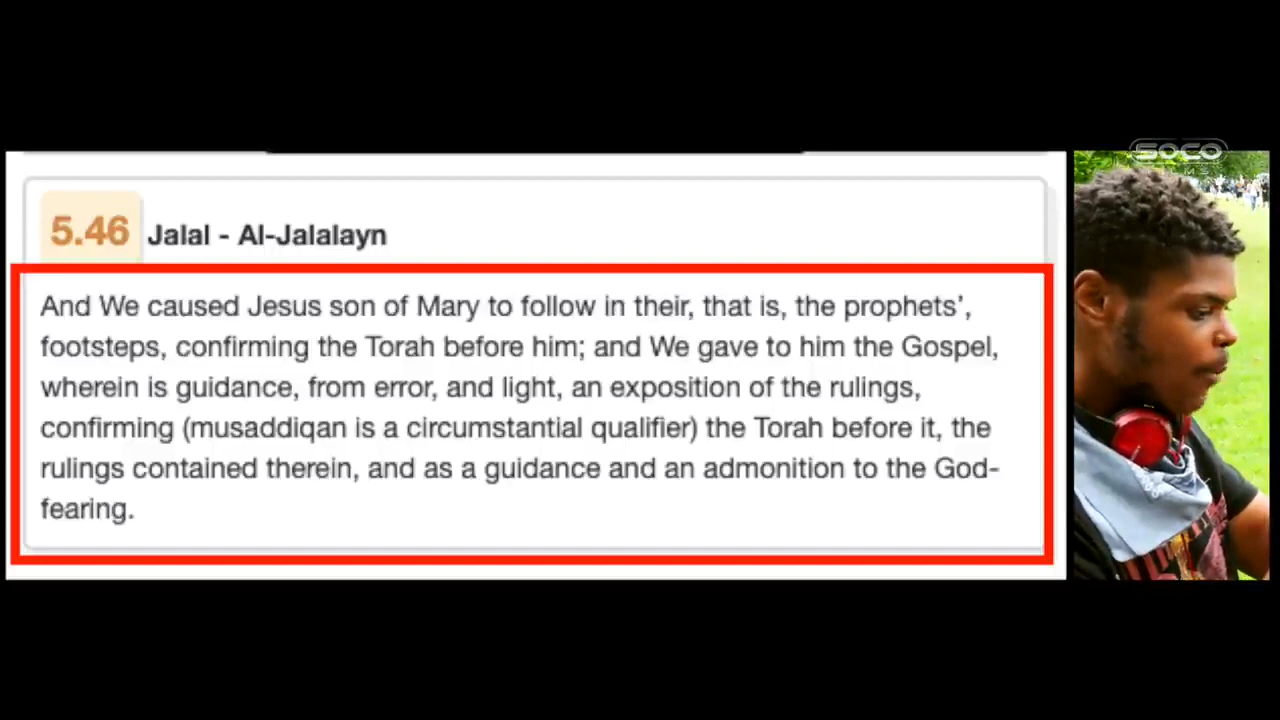 SOCO
5.46 Jalal - Al-Jalalayn
And We caused Jesus son of Mary to follow in their, that is, the prophets’,
footsteps, confirming the Torah before him; and We gave to him the Gospel,
wherein is guidance, from error, and light, an exposition of the rulings,
confirming (musaddiqan is a circumstantial qualifier) the Torah before it, the
rulings contained therein, and as a guidance and an admonition to the God-
fearing.